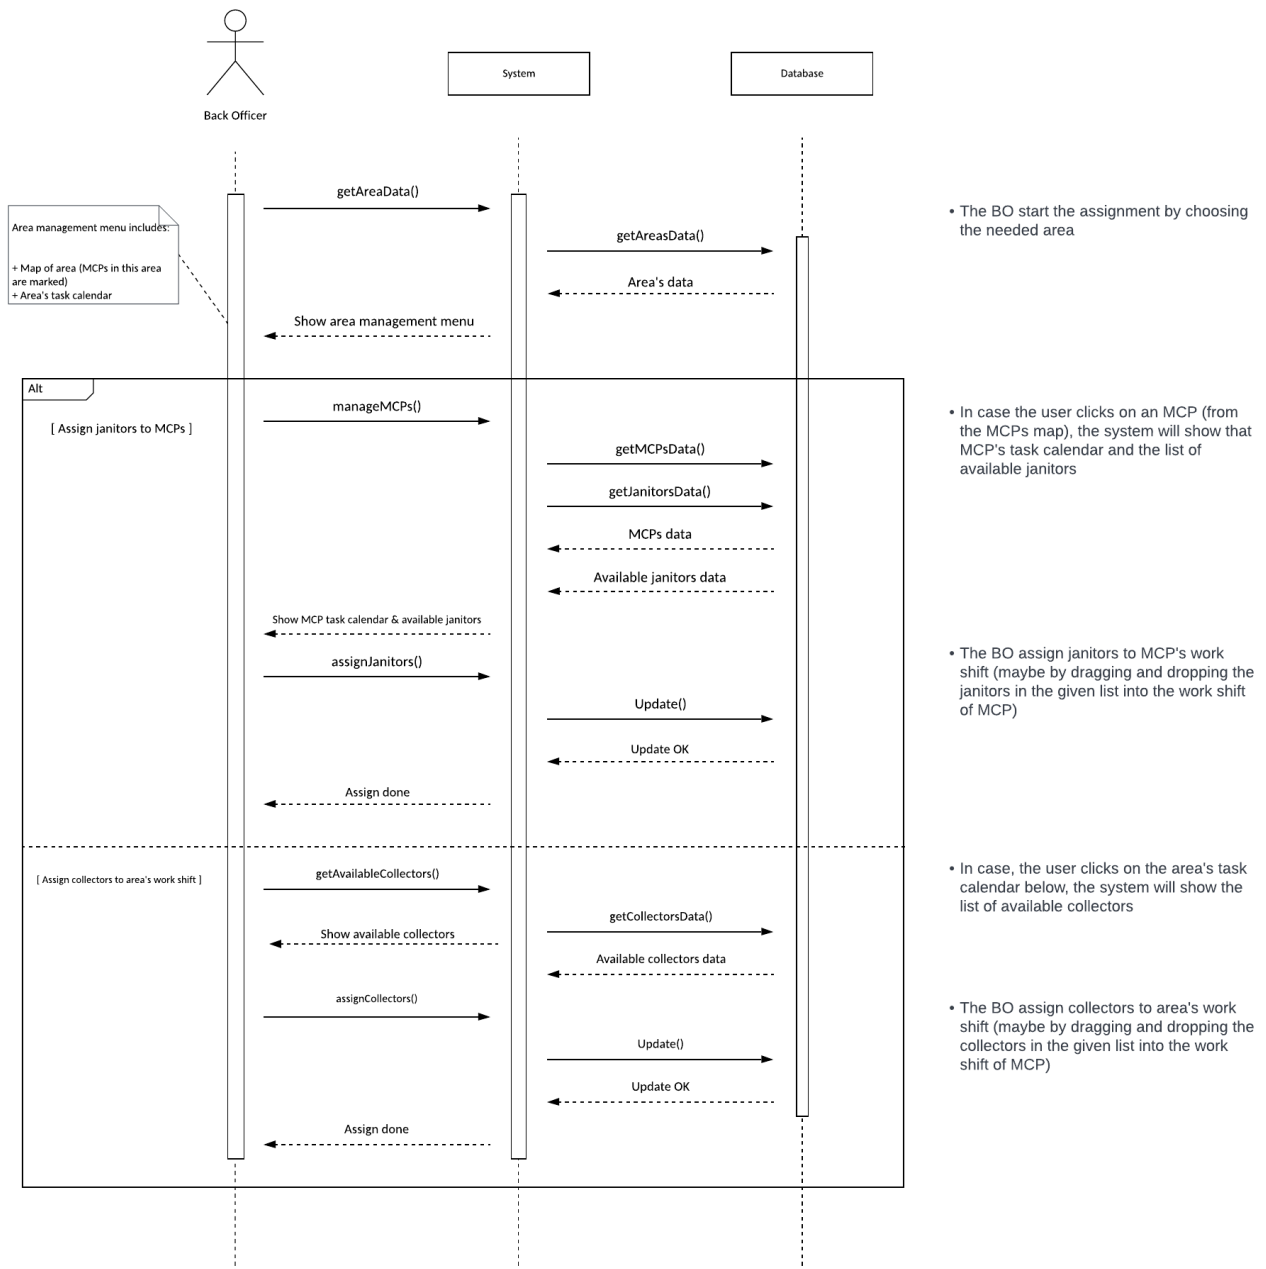 System
Database
Back Officer
getAreaData()
Area management menu includes:
+ Map of area (MCPs in this area
are marked)
+ Area's task calendar
getAreasData()
Area's data
Show area management menu
• The BO start the assignment by choosing
the needed area
Alt
[ Assign janitors to MCPs ]
manageMCPs()
getMCPsData()
getJanitorsData()
MCPs data
Available janitors data
Show MCP task calendar & available janitors
assignJanitors()
Update()
Update OK
Assign done
• In case the user clicks on an MCP (from
the MCPs map), the system will show that
MCP's task calendar and the list of
available janitors
• The BO assign janitors to MCP's work
shift (maybe by dragging and dropping the
janitors in the given list into the work shift
of MCP)
[ Assign collectors to area's work shift ]
getAvailableCollectors()
getCollectorsData()
Show available collectors
Available collectors data
assignCollectors()
Update()
Update OK
Assign done
• In case, the user clicks on the area's task
calendar below, the system will show the
list of available collectors
• The BO assign collectors to area's work
shift (maybe by dragging and dropping the
collectors in the given list into the work
shift of MCP)